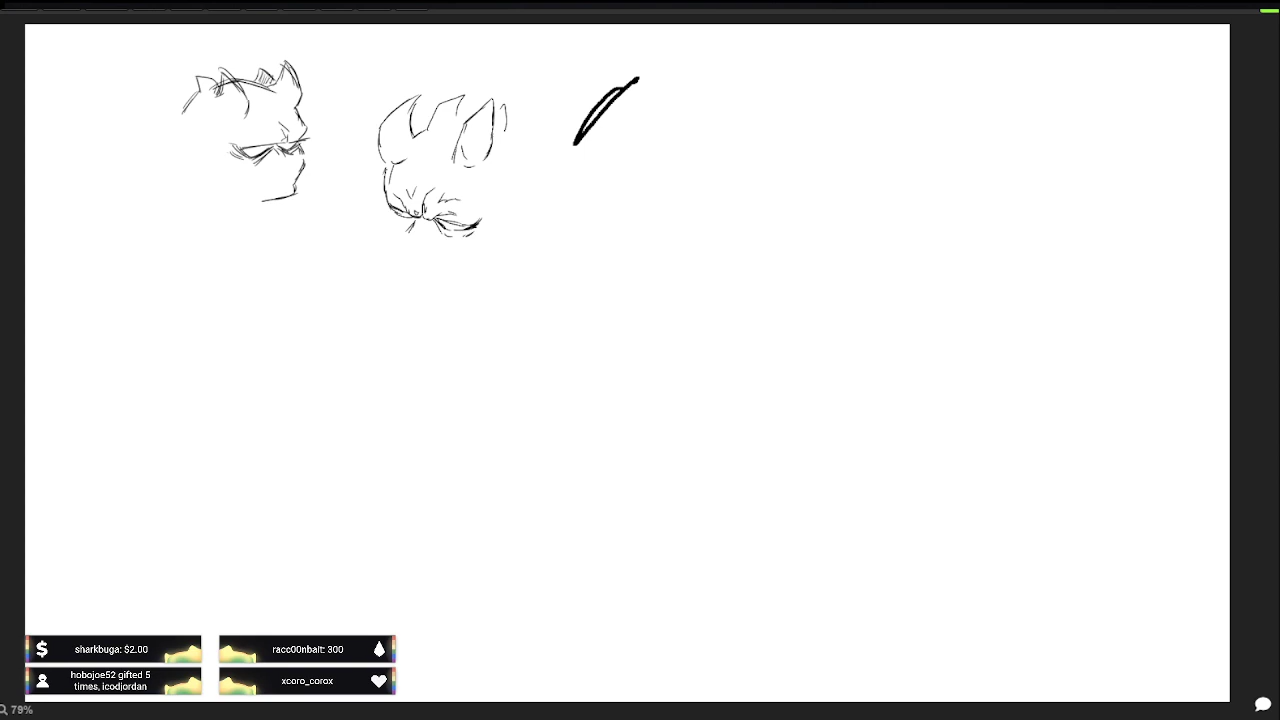 sharkbuga: $2.00
racc00nbait: 300
hobojoe52 gifted 5
times, icodjordan
xcoro_corox
79%